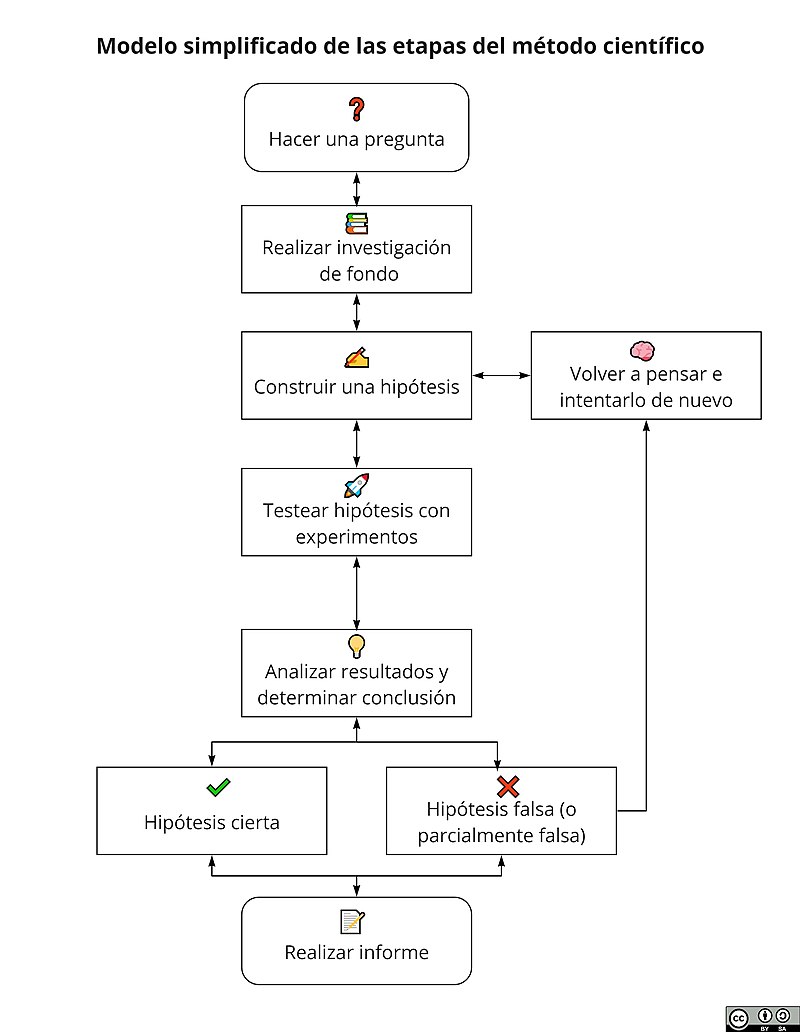 Modelo simplificado de las etapas del método científico
Hacer una pregunta
Realizar investigación
de fondo
Construir una hipótesis
Volver a pensar e
intentarlo de nuevo
Testear hipótesis con
experimentos
Analizar resultados y
determinar conclusión
Hipótesis cierta
Hipótesis falsa (o
parcialmente falsa)
Realizar informe
cc
BY SA